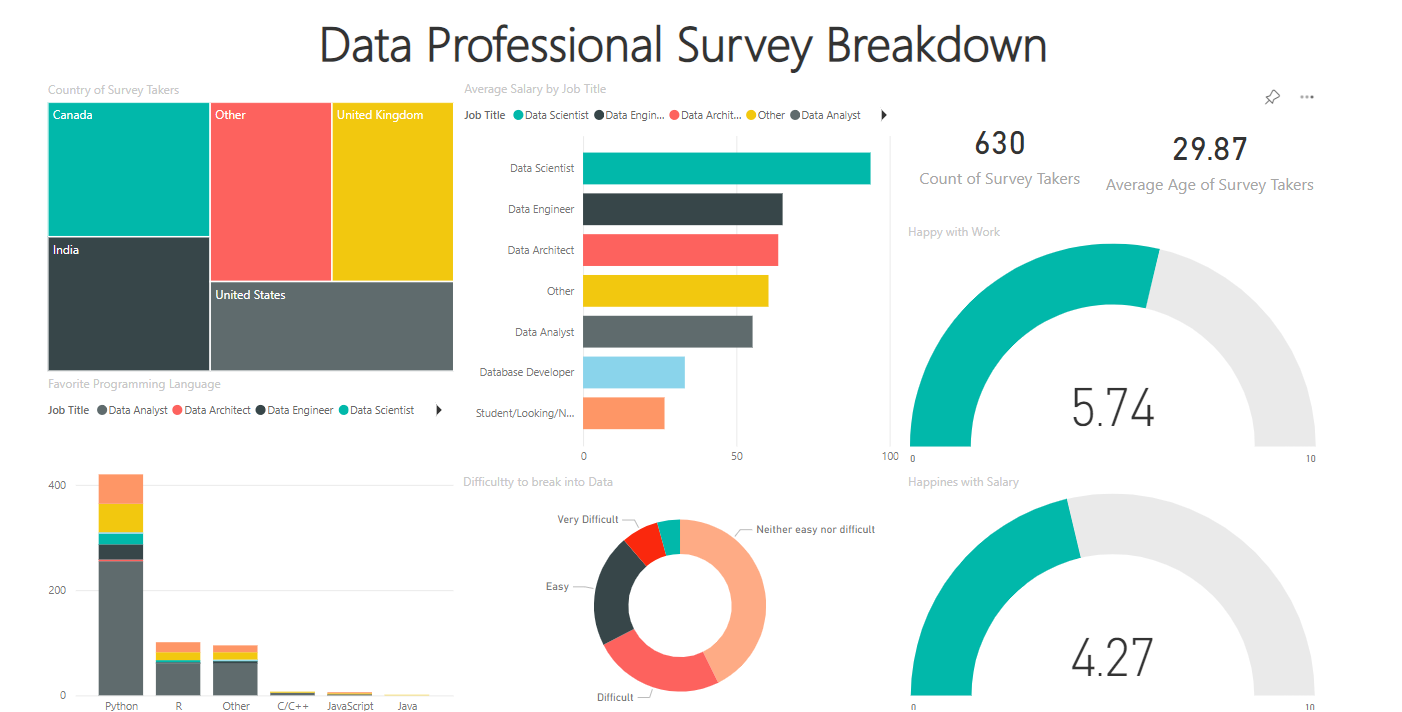 Data Professional Survey Breakdown
Country of Survey Takers
Canada
Other
United Kingdom
India
United States
Average Salary by Job Title
Job Title Data Scientist Data Engin... Data Archit... Other Data Analyst
Data Scientist
Data Engineer
Data Architect
Other
Data Analyst
Database Developer
Student/Looking/N...
0 50 100
630
Count of Survey Takers
29.87
Average Age of Survey Takers
Happy with Work
5.74
0 10
Favorite Programming Language
Job Title Data Analyst Data Architect Data Engineer Data Scientist
400
200
0
Python R Other C/C++ JavaScript Java
Difficultty to break into Data
Very Difficult
Neither easy nor difficult
Easy
Difficult
Happines with Salary
4.27
0 10